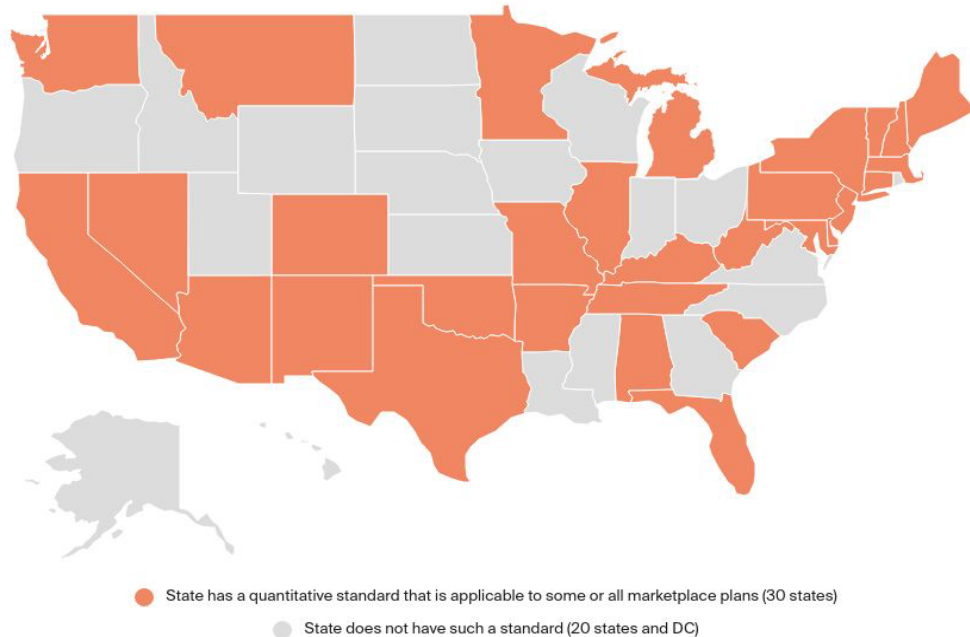 State has a quantitative standard that is applicable to some or all marketplace plans (30 states)
State does not have such a standard (20 states and DC)